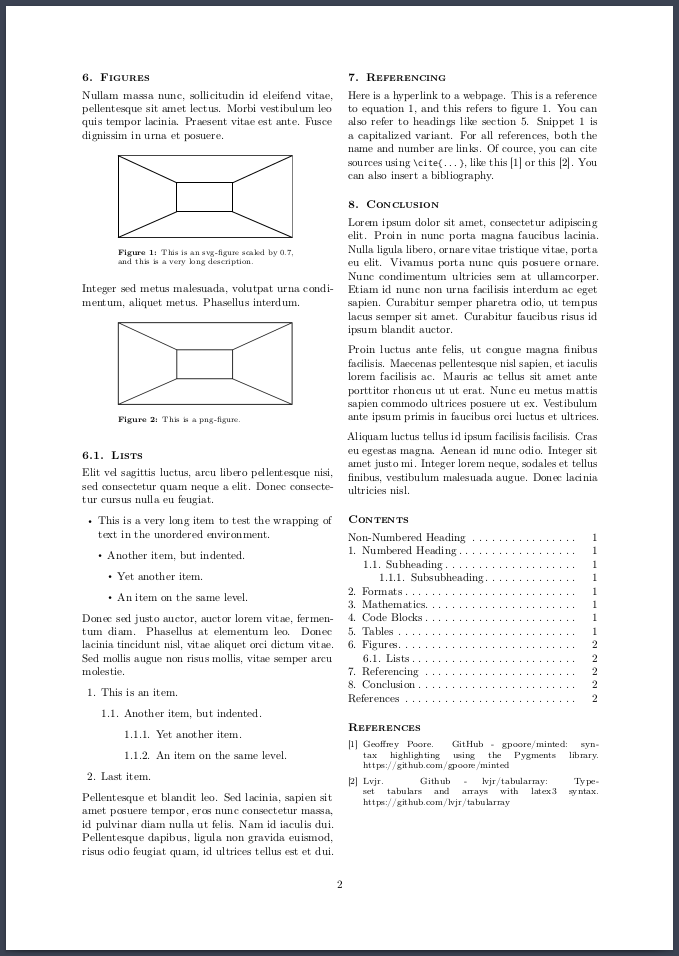 6. Figures
Nullam massa nunc, sollicitudin id eleifend vitae,
pellentesque sit amet lectus. Morbi vestibulum leo
quis tempor lacinia. Praesent vitae est ante. Fusce
dignissim in urna et posuere.
Figure 1: This is an svg-figure scaled by 0.7,
and this is a very long description.
Integer sed metus malesuada, volutpat urna condi-
mentum, aliquet metus. Phasellus interdum.
Figure 2: This is a png-figure.
6.1. Lists
Elit vel sagittis luctus, arcu libero pellentesque nisi,
sed consectetur quam neque a elit. Donec consecte-
tur cursus nulla eu feugiat.
• This is a very long item to test the wrapping of
text in the unordered environment.
• Another item, but indented.
• Yet another item.
• An item on the same level.
Donec sed justo auctor, auctor lorem vitae, fermen-
tum diam. Phasellus at elementum leo. Donec
lacinia tincidunt nisl, vitae aliquet orci dictum vitae.
Sed mollis augue non risus mollis, vitae semper arcu
molestie.
1. This is an item.
1.1. Another item, but indented.
1.1.1. Yet another item.
1.1.2. An item on the same level.
2. Last item.
Pellentesque et blandit leo. Sed lacinia, sapien sit
amet posuere tempor, eros nunc consectetur massa,
id pulvinar diam nulla ut felis. Nam id iaculis dui.
Pellentesque dapibus, ligula non gravida euismod,
risus odio feugiat quam, id ultrices tellus est et dui.
7. Referencing
Here is a hyperlink to a webpage. This is a reference
to equation 1, and this refers to figure 1. You can
also refer to headings like section 5. Snippet 1 is
a capitalized variant. For all references, both the
name and number are links. Of cource, you can cite
sources using \cite{...}, like this [1] or this [2]. You
can also insert a bibliography.
8. Conclusion
Lorem ipsum dolor sit amet, consectetur adipiscing
elit. Proin in nunc porta magna faucibus lacinia.
Nulla ligula libero, ornare vitae tristique vitae, porta
eu elit. Vivamus porta nunc quis posuere ornare.
Nunc condimentum ultricies sem at ullamcorper.
Etiam id nunc non urna facilisis interdum ac eget
sapien. Curabitur semper pharetra odio, ut tempus
lacus semper sit amet. Curabitur faucibus risus id
ipsum blandit auctor.
Proin luctus ante felis, ut congue magna finibus
facilisis. Maecenas pellentesque nisl sapien, et iaculis
lorem facilisis ac. Mauris ac tellus sit amet ante
porttitor rhoncus ut ut erat. Nunc eu metus mattis
sapien commodo ultrices posuere ut ex. Vestibulum
ante ipsum primis in faucibus orci luctus et ultrices.
Aliquam luctus tellus id ipsum facilisis facilisis. Cras
eu egestas magna. Aenean id nunc odio. Integer sit
amet justo mi. Integer lorem neque, sodales et tellus
finibus, vestibulum malesuada augue. Donec lacinia
ultricies nisl.
Contents
Non-Numbered Heading . . . . . . . . . . . . . . . . 1
1. Numbered Heading . . . . . . . . . . . . . . . . . 1
1.1. Subheading . . . . . . . . . . . . . . . . . . . 1
1.1.1. Subsubheading . . . . . . . . . . . . . . 1
2. Formats . . . . . . . . . . . . . . . . . . . . . . . . 1
3. Mathematics. . . . . . . . . . . . . . . . . . . . . . 1
4. Code Blocks . . . . . . . . . . . . . . . . . . . . . . 1
5. Tables . . . . . . . . . . . . . . . . . . . . . . . . . 1
6. Figures. . . . . . . . . . . . . . . . . . . . . . . . . 2
6.1. Lists . . . . . . . . . . . . . . . . . . . . . . . 2
7. Referencing . . . . . . . . . . . . . . . . . . . . . . 2
8. Conclusion . . . . . . . . . . . . . . . . . . . . . . . 2
References . . . . . . . . . . . . . . . . . . . . . . . . 2
References
[1] Geoffrey Poore. GitHub - gpoore/minted: syn-
tax highlighting using the Pygments library.
https://github.com/gpoore/minted
[2] Lvjr. Github - lvjr/tabularray: Type-
set tabulars and arrays with latex3 syntax.
https://github.com/lvjr/tabularray
2